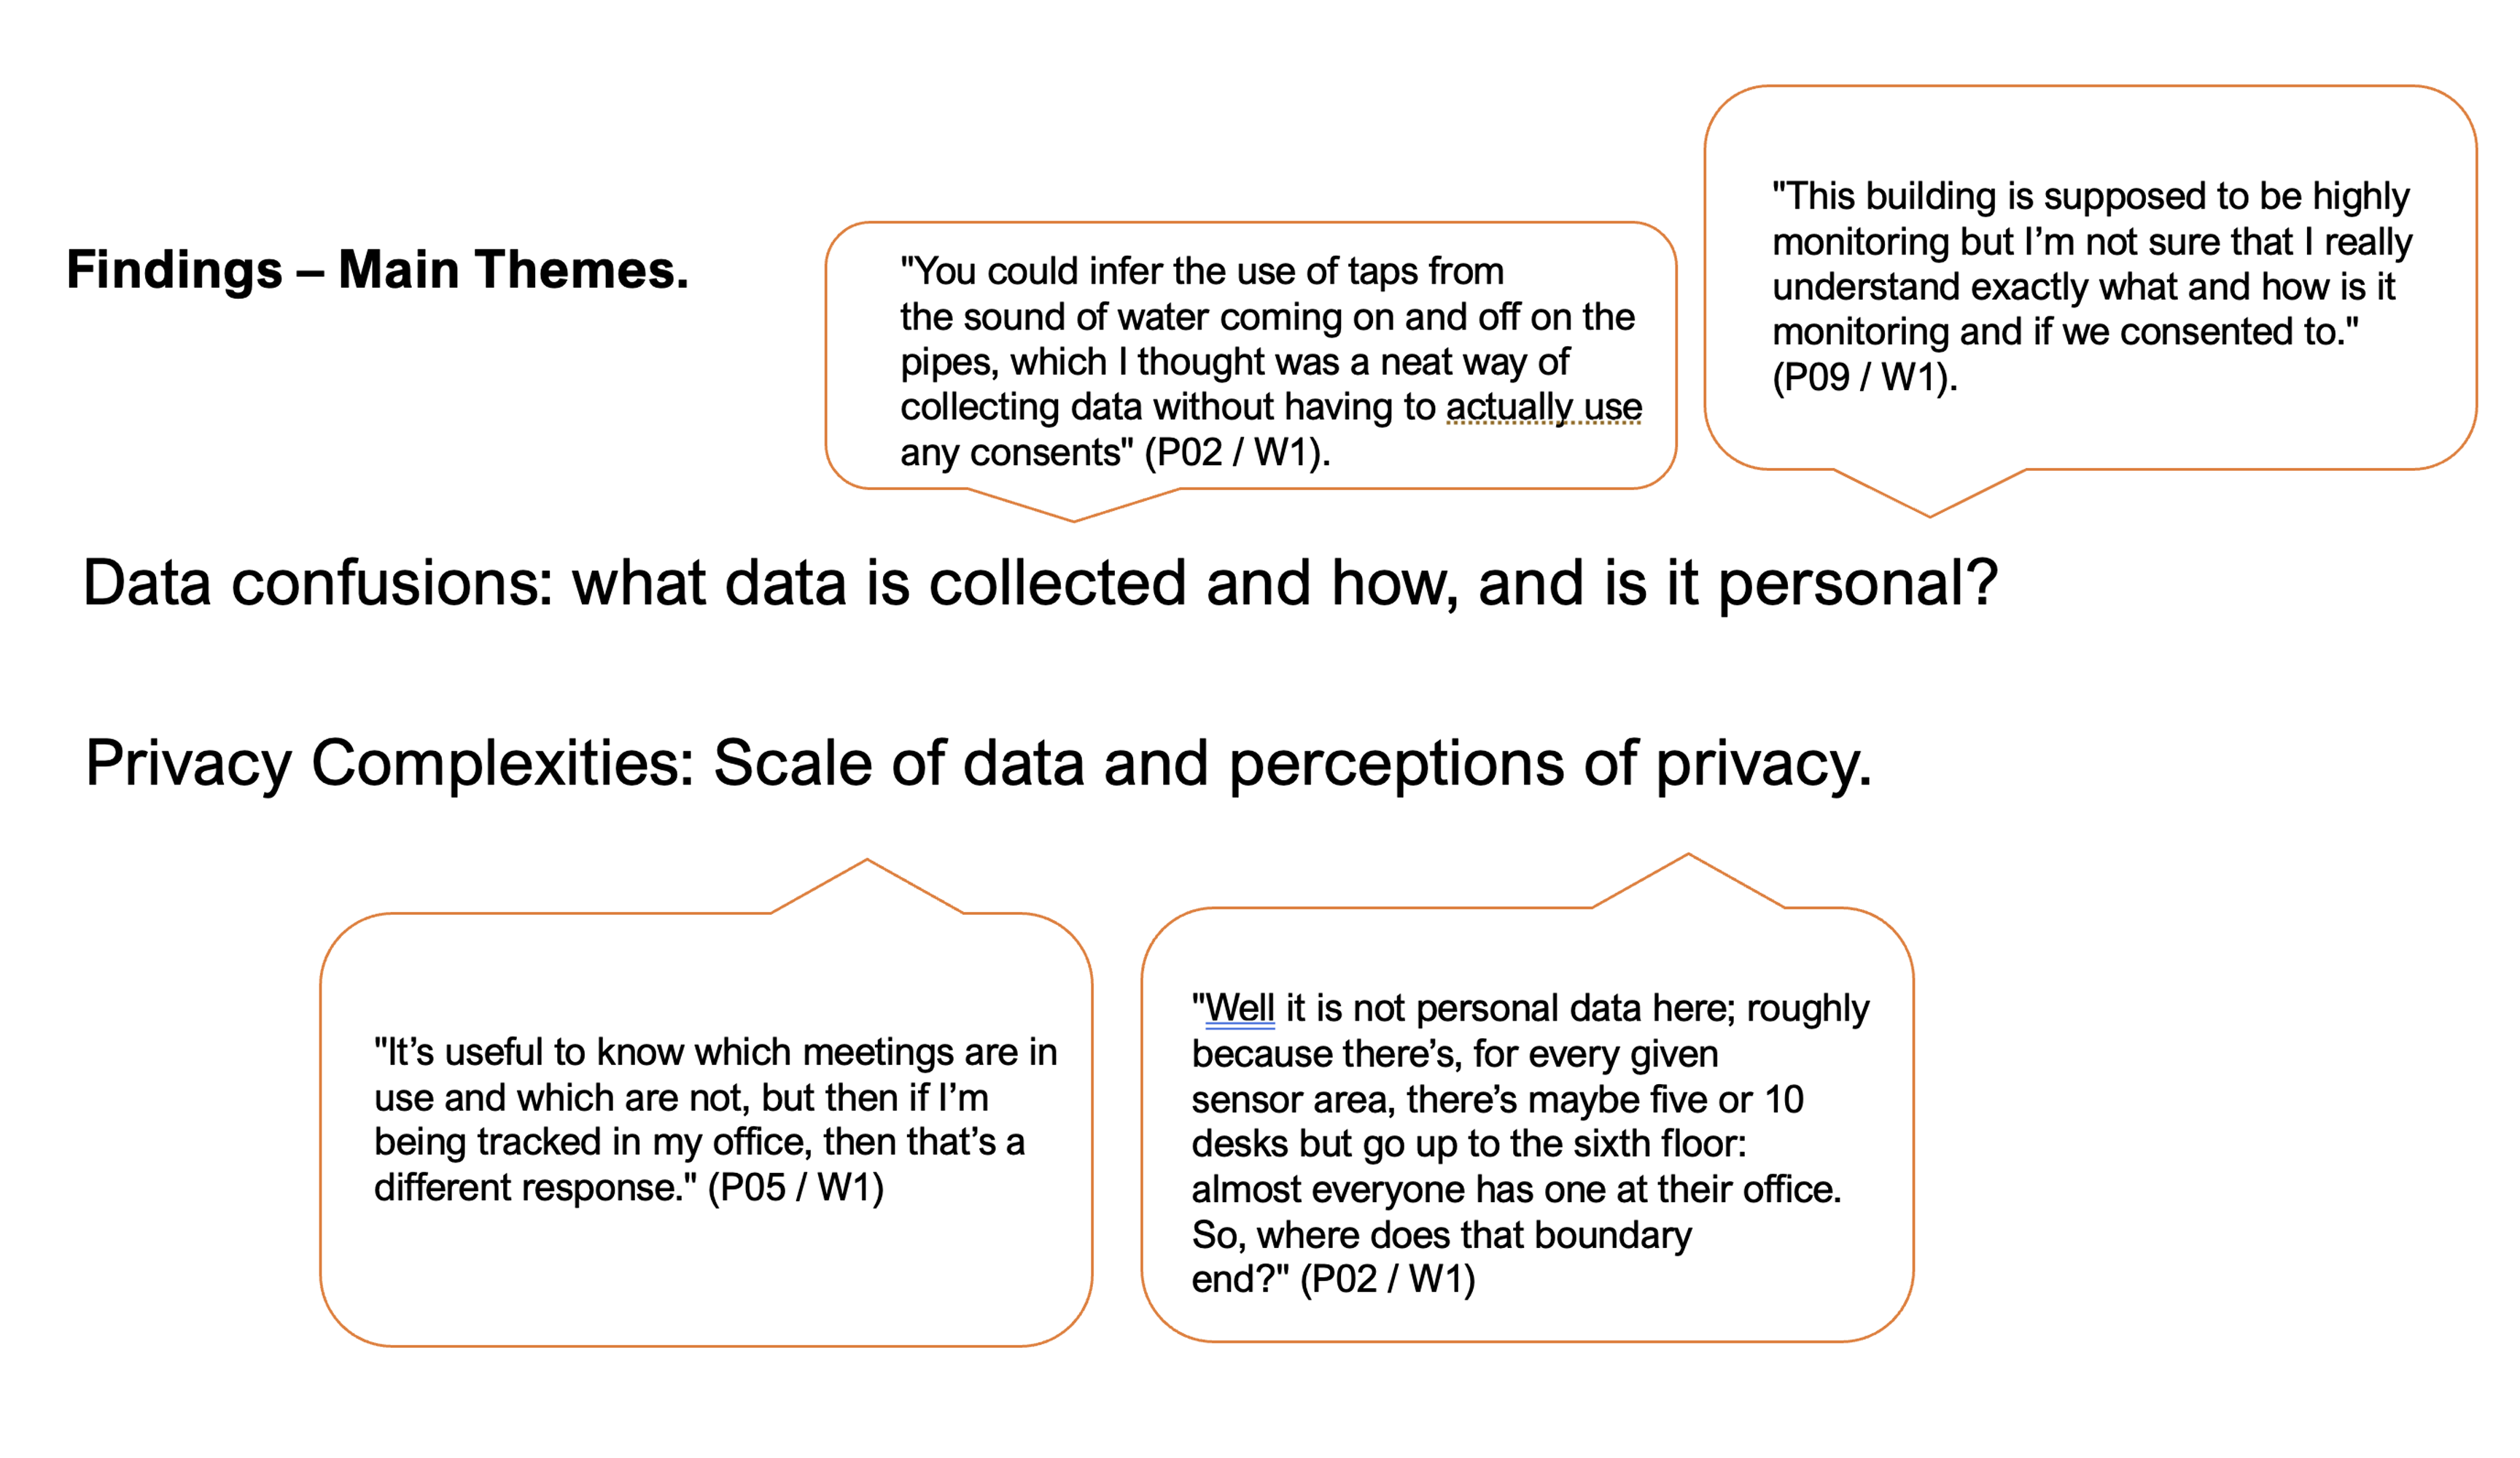 Findings – Main Themes.
"You could infer the use of taps from
the sound of water coming on and off on the
pipes, which I thought was a neat way of
collecting data without having to actually use
any consents" (P02 / W1).
"This building is supposed to be highly
monitoring but I’m not sure that I really
understand exactly what and how is it
monitoring and if we consented to."
(P09 / W1).
Data confusions: what data is collected and how, and is it personal?
Privacy Complexities: Scale of data and perceptions of privacy.
"It’s useful to know which meetings are in
use and which are not, but then if I’m
being tracked in my office, then that’s a
different response." (P05 / W1)
"Well it is not personal data here; roughly
because there’s, for every given
sensor area, there’s maybe five or 10
desks but go up to the sixth floor:
almost everyone has one at their office.
So, where does that boundary
end?" (P02 / W1)